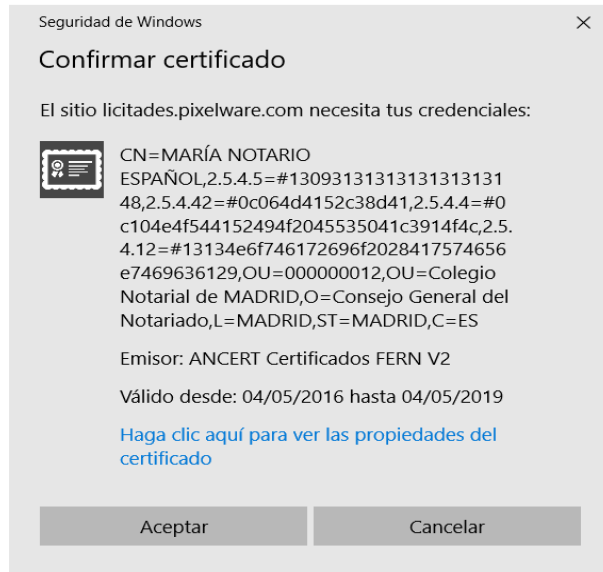 Seguridad de Windows
Confirmar certificado
El sitio licitades.pixelware.com necesita tus credenciales:
CN=MARÍA NOTARIO
ESPAÑOL,2.5.4.5=#13093131313131313131
48,2.5.4.42=#0c064d4152c38d41,2.5.4.4=#0
c104e4f544152494f2045535041c3914f4c,2.5.
4.12=#13134e6f746172696f2028417574656
e7469636129,OU=000000012,OU=Colegio
Notarial de MADRID,O=Consejo General del
Notariado,L=MADRID,ST=MADRID,C=ES
Emisor: ANCERT Certificados FERN V2
Válido desde: 04/05/2016 hasta 04/05/2019
Haga clic aquí para ver las propiedades del
certificado
Aceptar
Cancelar